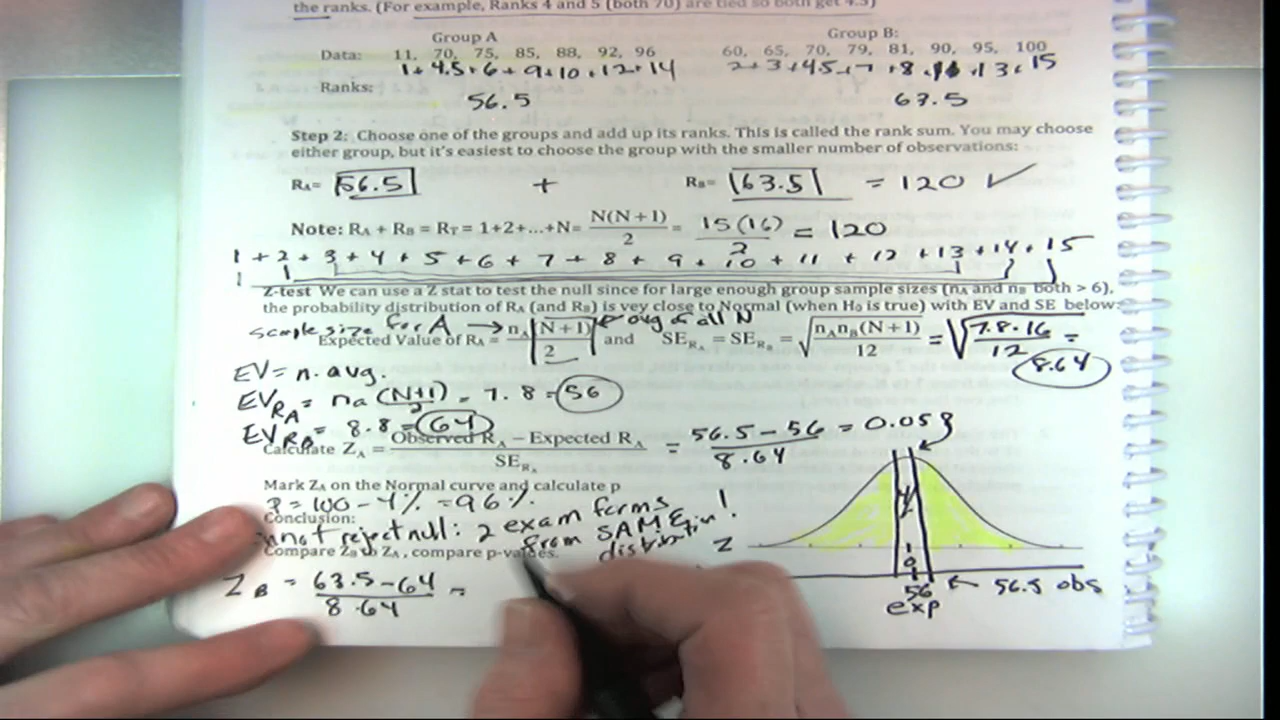 the ranks. (For example, Ranks 4 and 5 (both 70) are tied so both get 4.5)
Group A Group B:
Data: 11, 70, 75, 85, 88, 92, 96 60, 65, 70, 79, 81, 90, 95, 100
1+4.5+6+9+10+12+14 2+3+4.5+7+8+11+13+15
Ranks: 56.5 63.5
Step 2: Choose one of the groups and add up its ranks. This is called the rank sum. You may choose
either group, but it's easiest to choose the group with the smaller number of observations:
RA= 56.5 + RB= 63.5 = 120 ✓
Note: RA + RB = RT = 1+2+...+N= N(N+1)/2 = 15(16)/2 = 120
1 + 2 + 3 + 4 + 5 + 6 + 7 + 8 + 9 + 10 + 11 + 12 + 13 + 14 + 15
Z-test We can use a Z stat to test the null since for large enough group sample sizes (nA and nB both > 6),
the probability distribution of RA (and RB) is vey close to Normal (when H0 is true) with EV and SE below:
sample size for A → ← avg of all N
Expected Value of RA = nA (N+1)/2 and SERA = SERB = √nAnB(N+1)/12 = √7.8.16/12 = 8.64
EV = n. avg.
EVRA = na (N+1)/2 = 7.8 = 56
EVRB = 8.8 = 64
Calculate ZA = Observed RA – Expected RA/SERA = 56.5 - 56/8.64 = 0.058
Mark ZA on the Normal curve and calculate p
P = 100 - 4% = 96%
Conclusion:
not reject null: 2 exam forms from SAME distribution!
Compare ZB to ZA, compare p-values.
Z
0
56 ← 56.5 obs
exp
ZB = 63.5-64/8.64 =